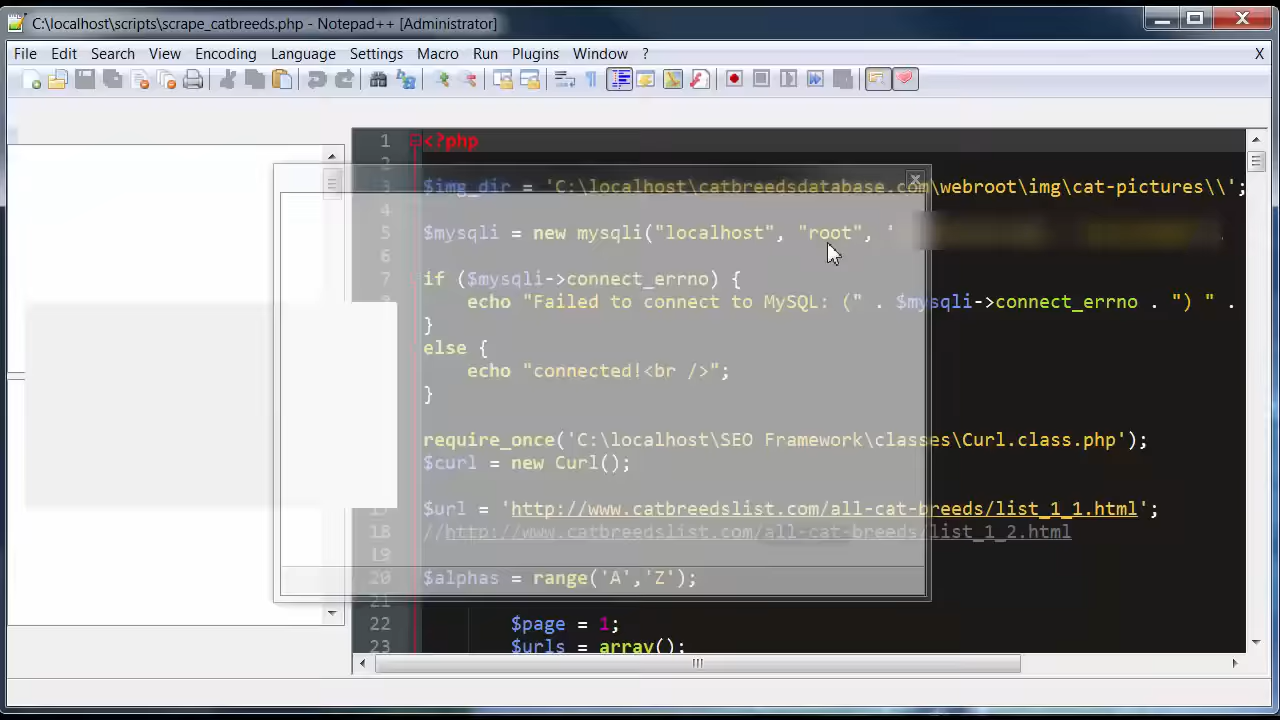 C:\localhost\scripts\scrape_catbreeds.php - Notepad++ [Administrator]
File Edit Search View Encoding Language Settings Macro Run Plugins Window ? X
1 <?php
2
3 $img_dir = 'C:\localhost\catbreedsdatabase.com\webroot\img\cat-pictures\\';
4
5 $mysqli = new mysqli("localhost", "root", '
6
7 if ($mysqli->connect_errno) {
echo "Failed to connect to MySQL: (" . $mysqli->connect_errno . ") " .
}
else {
echo "connected!<br />";
}
require_once('C:\localhost\SEO Framework\classes\Curl.class.php');
$curl = new Curl();
$url = 'http://www.catbreedslist.com/all-cat-breeds/list_1_1.html';
18 //http://www.catbreedslist.com/all-cat-breeds/list_1_2.html
19
20 $alphas = range('A','Z');
21
22 $page = 1;
23 $urls = array();